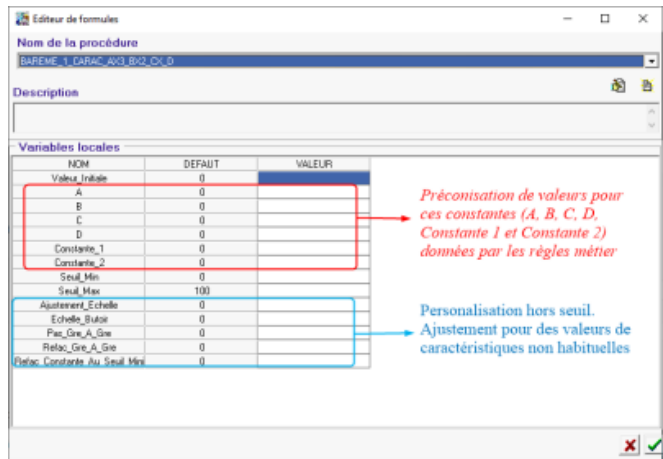 Editeur de formules
Nom de la procédure
BAREME_1_CARAC_AX3_BX2_CX_D
Description
Variables locales
NOM DEFAUT VALEUR
Valeur_Initiale 0
A 0
B 0
C 0
D 0
Constante_1 0
Constante_2 0
Seuil_Min 0
Seuil_Max 100
Ajustement_Echelle 0
Echelle_Butoir 0
Pas_Gre_A_Gre 0
Refac_Gre_A_Gre 0
Refac_Constante_Au_Seuil_Mini 0
Préconisation de valeurs pour
ces constantes (A, B, C, D,
Constante 1 et Constante 2)
données par les règles métier
Personalisation hors seuil.
Ajustement pour des valeurs de
caractéristiques non habituelles